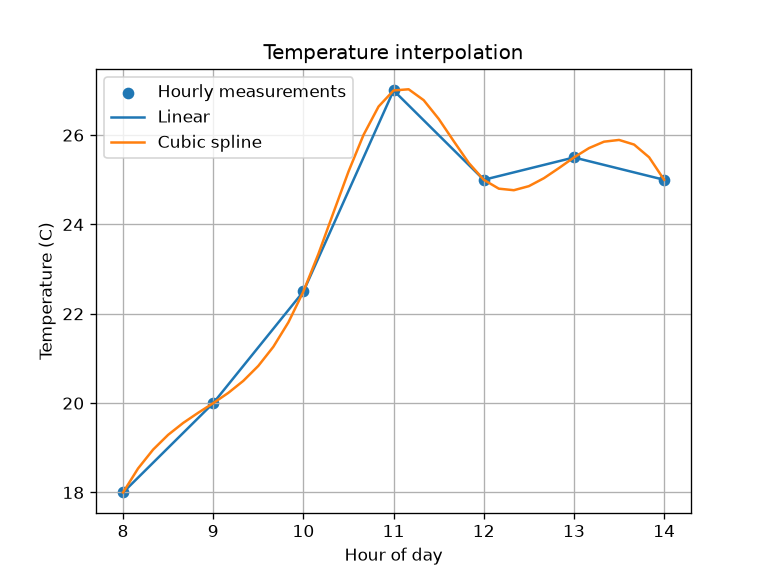 Temperature interpolation
Hourly measurements
Linear
Cubic spline
Temperature (C)
26
24
22
20
18
8 9 10 11 12 13 14
Hour of day